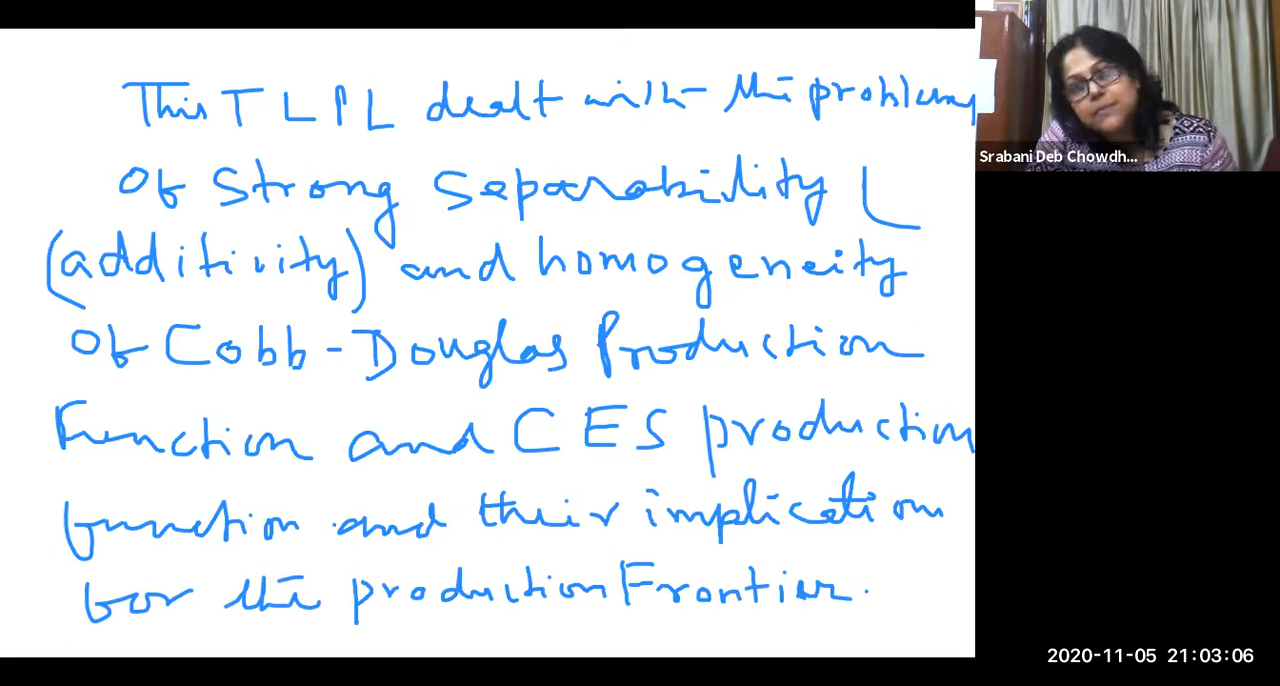 This TLPL dealt with the problem
of Strong Separability (
(additivity) and homogeneity
of Cobb-Douglas Production
Function and CES production
function and their implication
for the production Frontier.
Srabani Deb Chowdh...
2020-11-05 21:03:06